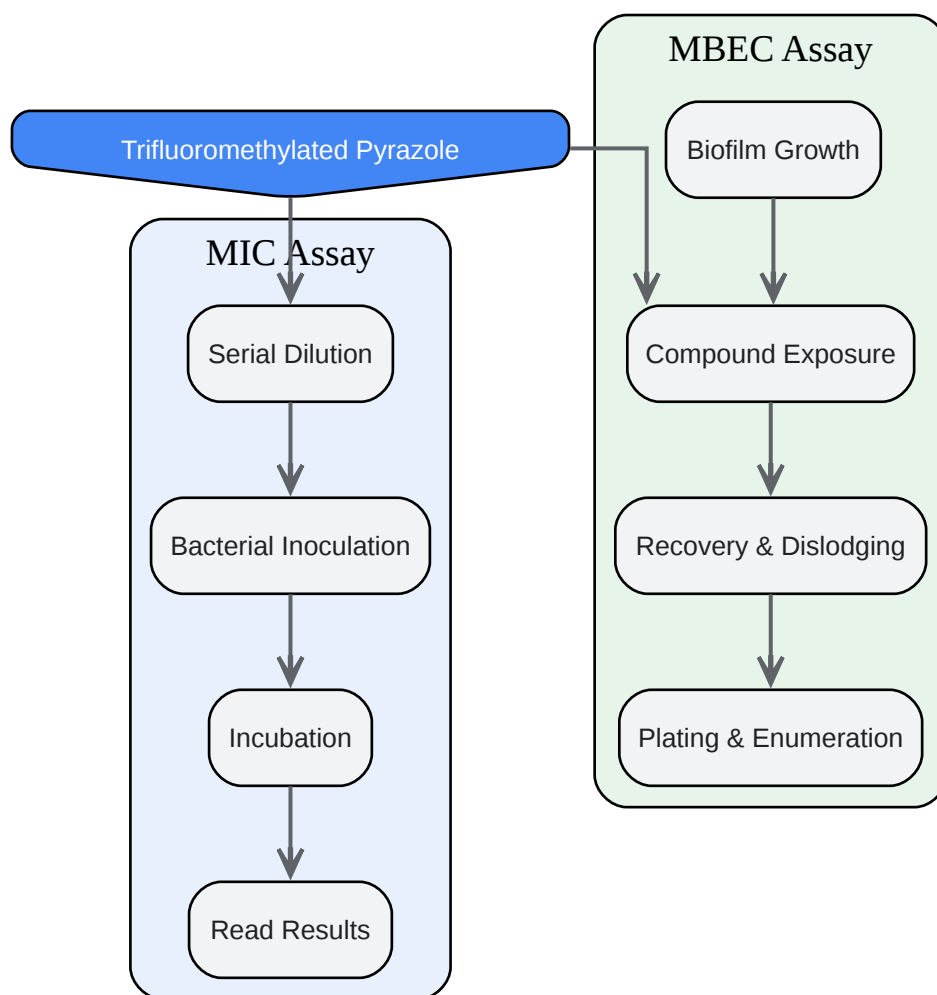 MBEC Assay
Trifluoromethylated Pyrazole
Biofilm Growth
MIC Assay
Serial Dilution
Compound Exposure
Bacterial Inoculation
Recovery & Dislodging
Incubation
Plating & Enumeration
Read Results